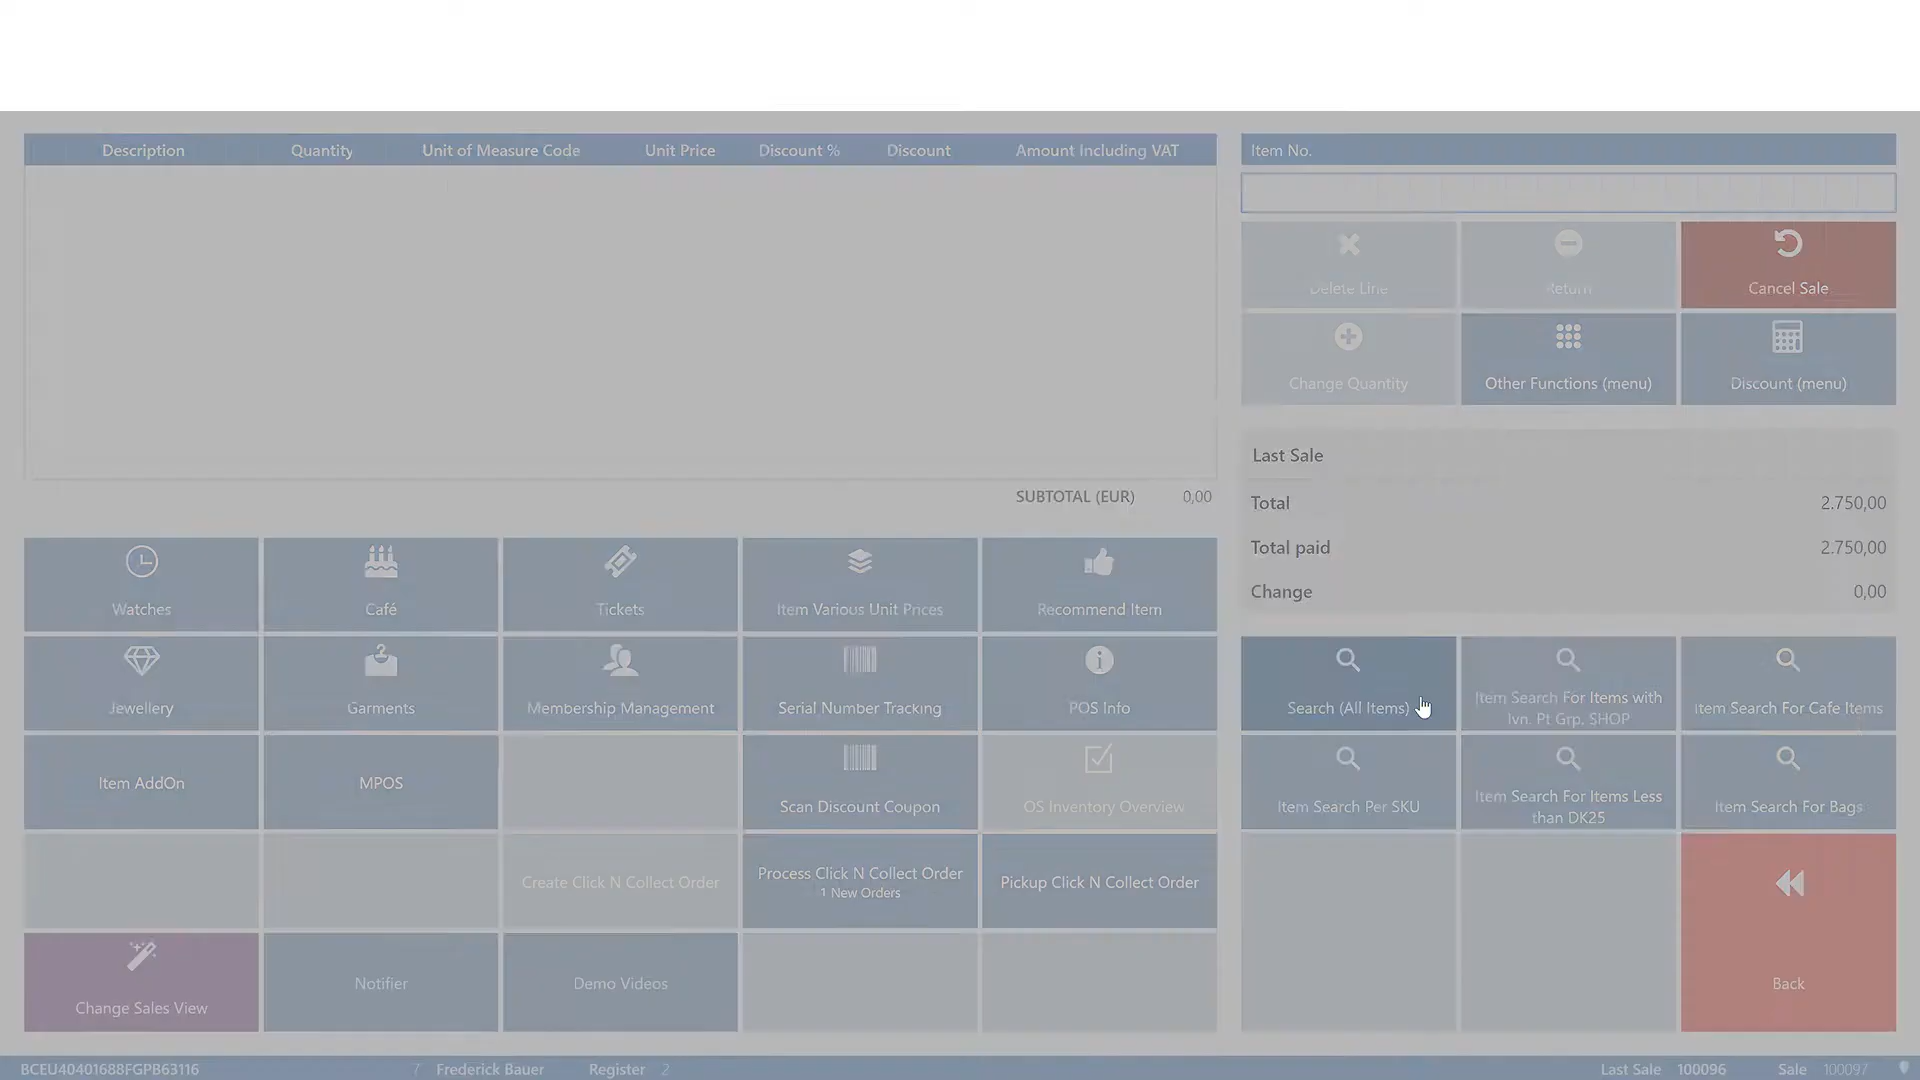 Description Quantity Unit of Measure Code Unit Price Discount % Discount Amount Including VAT
Item No.
Delete Line
Return
Cancel Sale
Change Quantity
Other Functions (menu)
Discount (menu)
Last Sale
Total 2.750,00
Total paid 2.750,00
Change 0,00
SUBTOTAL (EUR) 0,00
Watches
Café
Tickets
Item Various Unit Prices
Recommend Item
Jewellery
Garments
Membership Management
Serial Number Tracking
POS Info
Item AddOn
MPOS
Scan Discount Coupon
OS Inventory Overview
Create Click N Collect Order
Process Click N Collect Order
1 New Orders
Pickup Click N Collect Order
Change Sales View
Notifier
Demo Videos
Search (All Items)
Item Search For Items with
Ivn. Pt Grp. SHOP
Item Search For Cafe Items
Item Search Per SKU
Item Search For Items Less
than DK25
Item Search For Bags
Back
BCEU40401688FGPB63116 7 Frederick Bauer Register 2 Last Sale 100096 Sale 100097